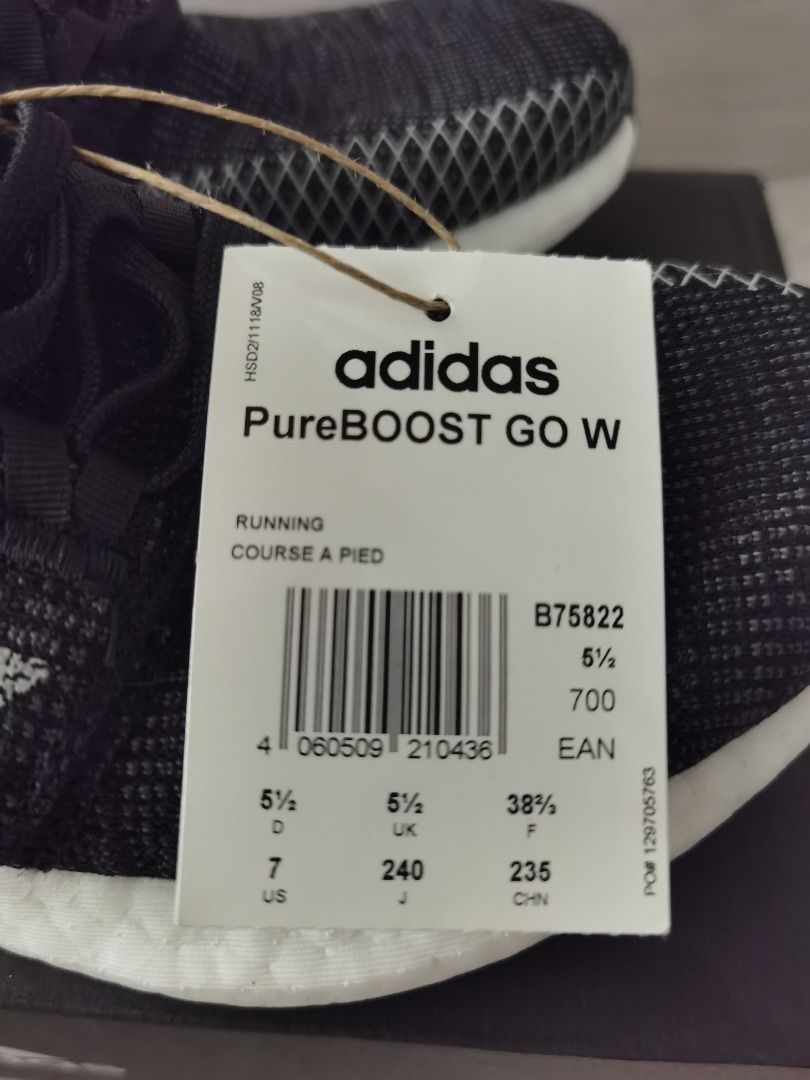 HSD2/1118/V08
adidas
PureBOOST GO W
RUNNING
COURSE A PIED
B75822
5½
700
EAN
4 060509 210436
5½ 5½ 38⅔
D UK F
7 240 235
US J CHN
PO# 129705763